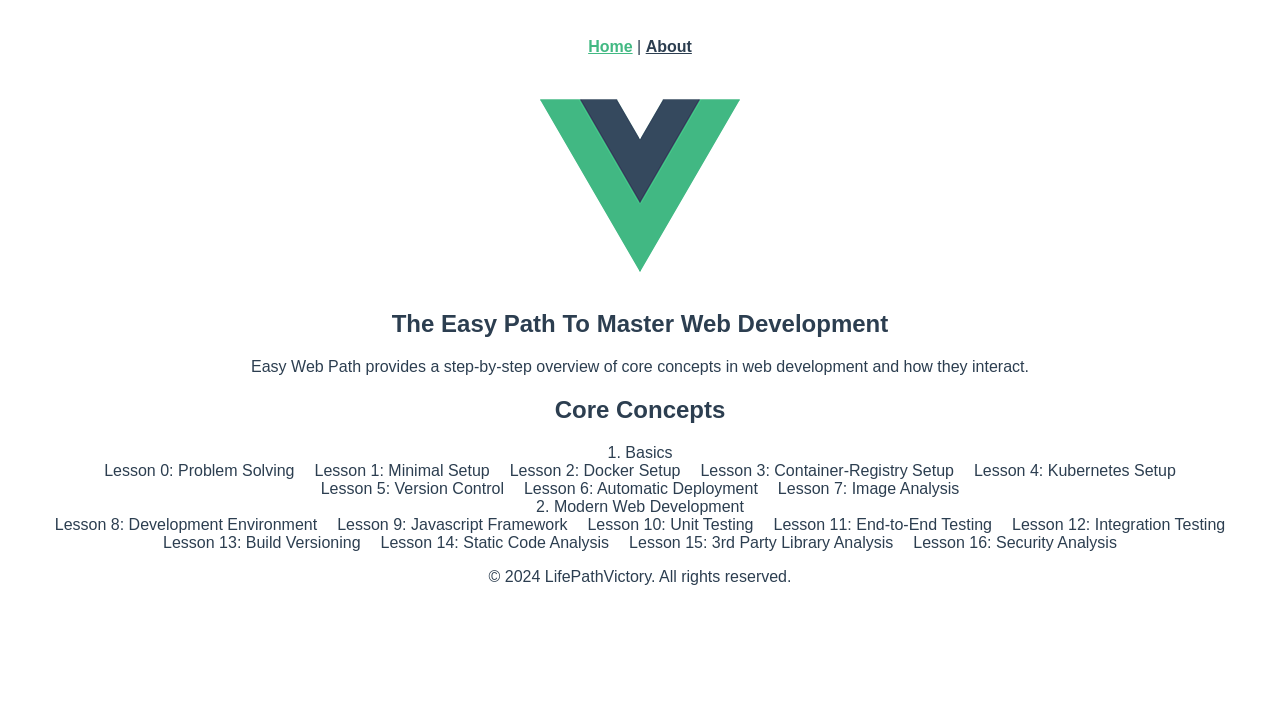 Home | About
The Easy Path To Master Web Development
Easy Web Path provides a step-by-step overview of core concepts in web development and how they interact.
Core Concepts
1. Basics
Lesson 0: Problem Solving Lesson 1: Minimal Setup Lesson 2: Docker Setup Lesson 3: Container-Registry Setup Lesson 4: Kubernetes Setup
Lesson 5: Version Control Lesson 6: Automatic Deployment Lesson 7: Image Analysis
2. Modern Web Development
Lesson 8: Development Environment Lesson 9: Javascript Framework Lesson 10: Unit Testing Lesson 11: End-to-End Testing Lesson 12: Integration Testing
Lesson 13: Build Versioning Lesson 14: Static Code Analysis Lesson 15: 3rd Party Library Analysis Lesson 16: Security Analysis
© 2024 LifePathVictory. All rights reserved.